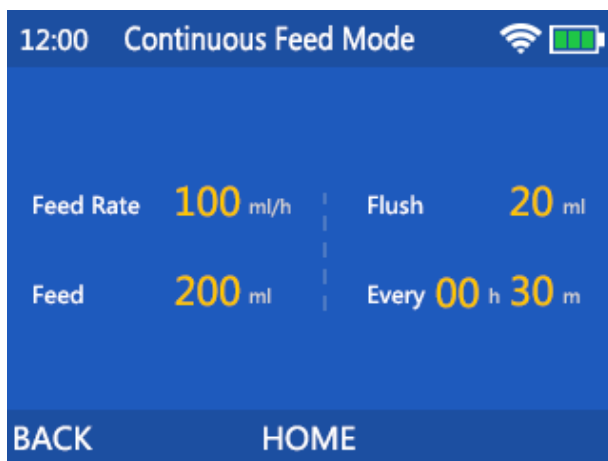 12:00 Continuous Feed Mode
Feed Rate 100 ml/h Flush 20 ml
Feed 200 ml Every 00 h 30 m
BACK HOME